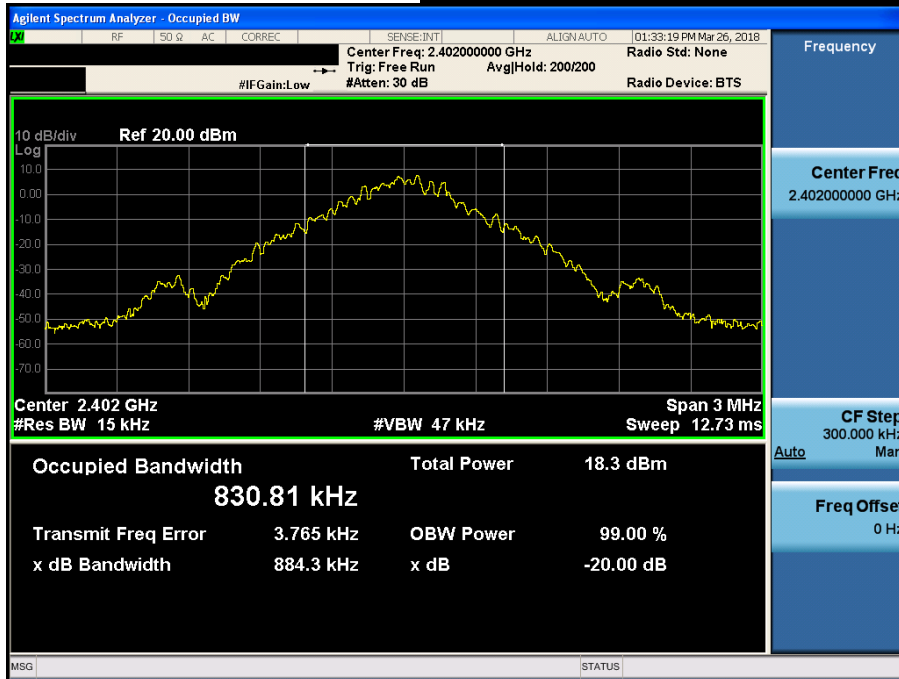 Agilent Spectrum Analyzer - Occupied BW
LXI RF 50 Ω AC CORREC SENSE:INT ALIGN AUTO 01:33:19 PM Mar 26, 2018
Center Freq: 2.402000000 GHz Radio Std: None
Trig: Free Run Avg|Hold: 200/200
#IFGain:Low #Atten: 30 dB Radio Device: BTS
10 dB/div Ref 20.00 dBm
Log
10.0
0.00
-10.0
-20.0
-30.0
-40.0
-50.0
-60.0
-70.0
Center 2.402 GHz Span 3 MHz
#Res BW 15 kHz #VBW 47 kHz Sweep 12.73 ms
Occupied Bandwidth Total Power 18.3 dBm
830.81 kHz
Transmit Freq Error 3.765 kHz OBW Power 99.00 %
x dB Bandwidth 884.3 kHz x dB -20.00 dB
MSG STATUS
Frequency
Center Freq
2.402000000 GHz
CF Step
300.000 kHz
Auto Man
Freq Offset
0 Hz